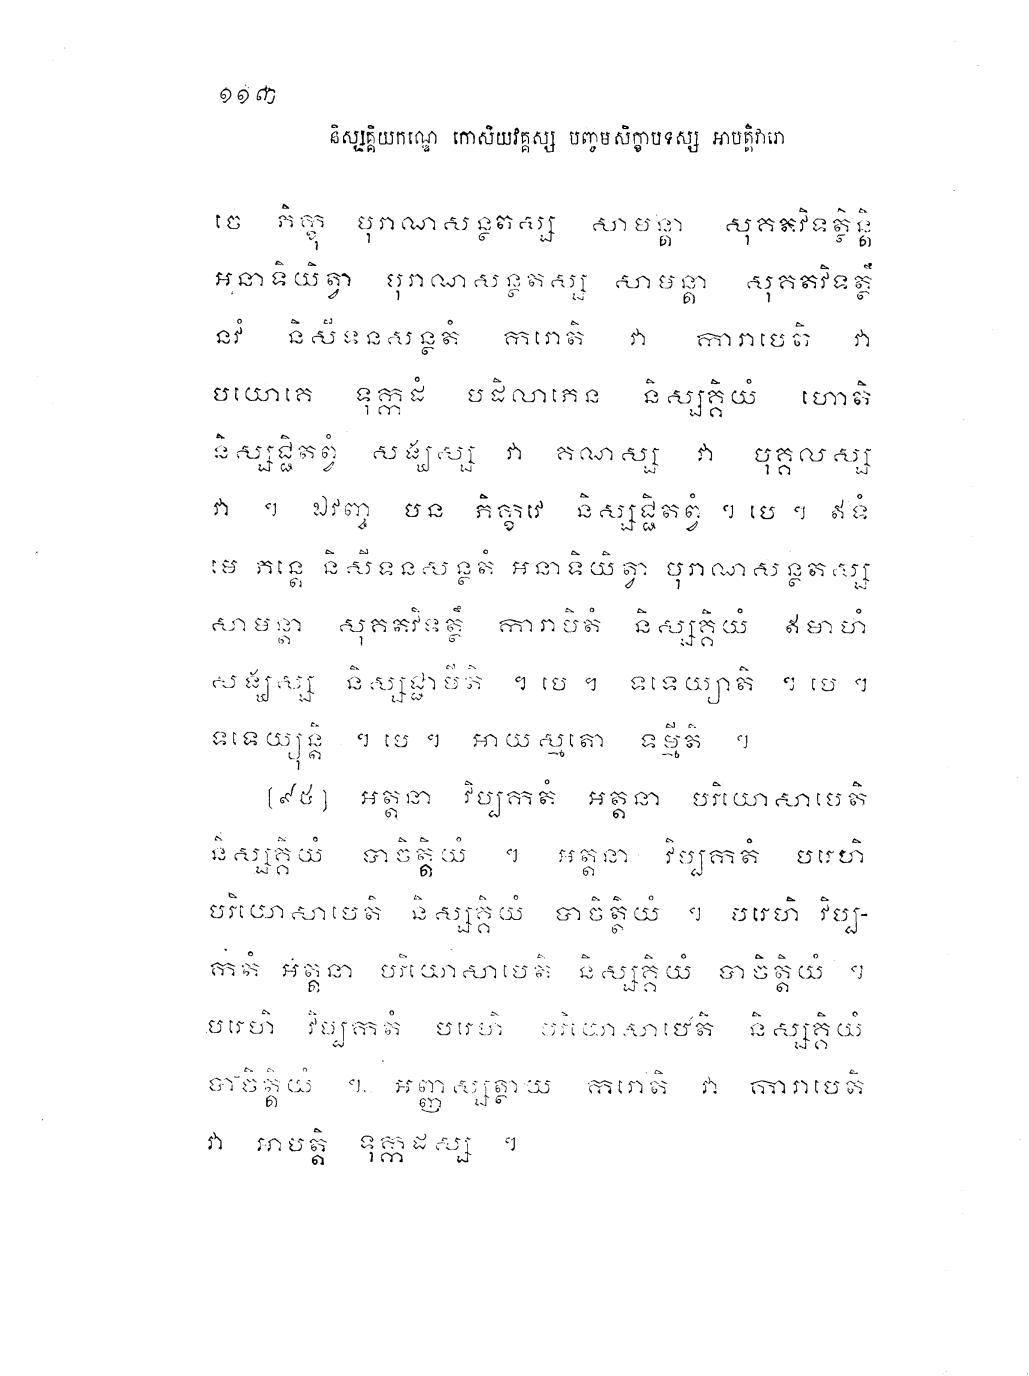 ១១៣
និស្សគ្គិយកណ្ឌេ កោសិយវគ្គស្ស បញ្ចមសិក្ខាបទស្ស អាបត្តិវារោ
ចេ ភិក្ខុ បុរាណសន្ថតស្ស សាមន្តា សុគតវិទត្ថិន្តិ
អនាទិយិត្វា បុរាណសន្ថតស្ស សាមន្តា សុគតវិទត្ថឹ
នវំ និសីទនសន្ថតំ ករោតិ វា ការាបេតិ វា
បយោគេ ទុក្កដំ បដិលាភេន និស្សគ្គិយំ ហោតិ
និស្សជ្ជិតព្វំ សង្ឃស្ស វា គណស្ស វា បុគ្គលស្ស
វា ។ ឯវញ្ច បន ភិក្ខវេ និស្សជ្ជិតព្វំ ។ បេ ។ ឥទំ
មេ ភន្តេ និសីទនសន្ថតំ អនាទិយិត្វា បុរាណសន្ថតស្ស
សាមន្តា សុគតវិទត្ថឹ ការាបិតំ និស្សគ្គិយំ ឥមាហំ
សង្ឃស្ស និស្សជ្ជាមីតិ ។ បេ ។ ទទេយ្យាតិ ។ បេ ។
ទទេយ្យុន្តិ ។ បេ ។ អាយស្មតោ ទម្មីតិ ។
[៩៥] អត្តនា វិប្បកតំ អត្តនា បរិយោសាបេតិ
និស្សគ្គិយំ បាចិត្តិយំ ។ អត្តនា វិប្បកតំ បរេហិ
បរិយោសាបេតិ និស្សគ្គិយំ បាចិត្តិយំ ។ បរេហិ វិប្ប-
កតំ អត្តនា បរិយោសាបេតិ និស្សគ្គិយំ បាចិត្តិយំ ។
បរេហិ វិប្បកតំ បរេហិ បរិយោសាបេតិ និស្សគ្គិយំ
បាចិត្តិយំ ។ អញ្ញស្សត្ថាយ ករោតិ វា ការាបេតិ
វា អាបត្តិ ទុក្កដស្ស ។